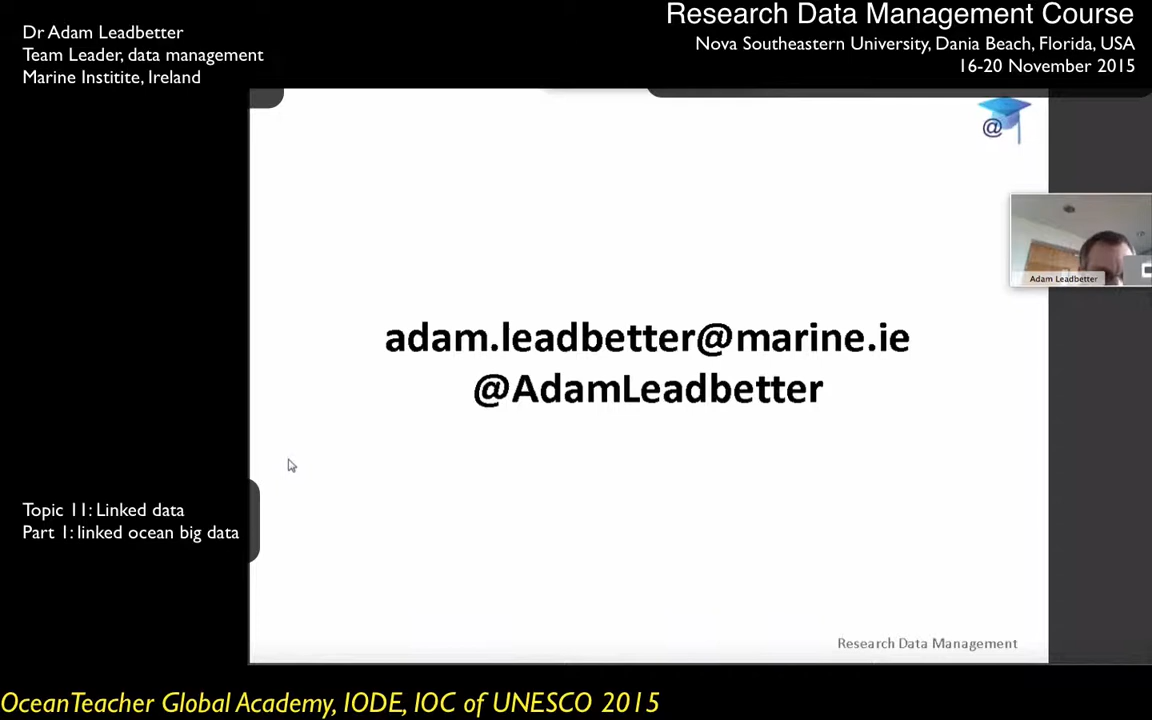 Dr Adam Leadbetter
Team Leader, data management
Marine Institite, Ireland
Research Data Management Course
Nova Southeastern University, Dania Beach, Florida, USA
16-20 November 2015
@
Adam Leadbetter
adam.leadbetter@marine.ie
@AdamLeadbetter
Topic 11: Linked data
Part 1: linked ocean big data
Research Data Management
OceanTeacher Global Academy, IODE, IOC of UNESCO 2015